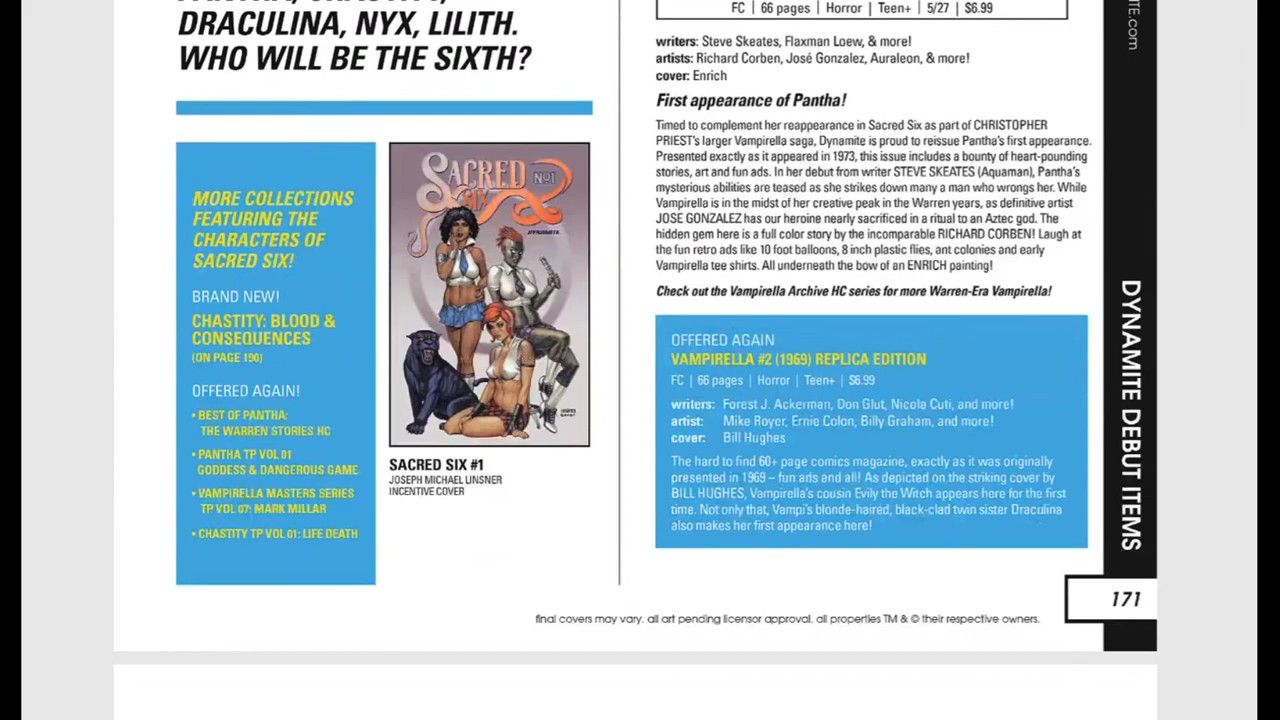 DRACULINA, NYX, LILITH.
WHO WILL BE THE SIXTH?
MORE COLLECTIONS
FEATURING THE
CHARACTERS OF
SACRED SIX!
BRAND NEW!
CHASTITY: BLOOD &
CONSEQUENCES
(ON PAGE 190)
OFFERED AGAIN!
• BEST OF PANTHA:
THE WARREN STORIES HC
• PANTHA TP VOL 01
GODDESS & DANGEROUS GAME
• VAMPIRELLA MASTERS SERIES
TP VOL 07: MARK MILLAR
• CHASTITY TP VOL 01: LIFE DEATH
SACRED
SIX
Nº1
DYNAMITE
SACRED SIX #1
JOSEPH MICHAEL LINSNER
INCENTIVE COVER
FC | 66 pages | Horror | Teen+ | 5/27 | $6.99
writers: Steve Skeates, Flaxman Loew, & more!
artists: Richard Corben, José Gonzalez, Auraleon, & more!
cover: Enrich
First appearance of Pantha!
Timed to complement her reappearance in Sacred Six as part of CHRISTOPHER
PRIEST's larger Vampirella saga, Dynamite is proud to reissue Pantha's first appearance.
Presented exactly as it appeared in 1973, this issue includes a bounty of heart-pounding
stories, art and fun ads. In her debut from writer STEVE SKEATES (Aquaman), Pantha's
mysterious abilities are teased as she strikes down many a man who wrongs her. While
Vampirella is in the midst of her creative peak in the Warren years, as definitive artist
JOSE GONZALEZ has our heroine nearly sacrificed in a ritual to an Aztec god. The
hidden gem here is a full color story by the incomparable RICHARD CORBEN! Laugh at
the fun retro ads like 10 foot balloons, 8 inch plastic flies, ant colonies and early
Vampirella tee shirts. All underneath the bow of an ENRICH painting!
Check out the Vampirella Archive HC series for more Warren-Era Vampirella!
OFFERED AGAIN
VAMPIRELLA #2 (1969) REPLICA EDITION
FC | 66 pages | Horror | Teen+ | $6.99
writers: Forest J. Ackerman, Don Glut, Nicola Cuti, and more!
artist: Mike Royer, Ernie Colon, Billy Graham, and more!
cover: Bill Hughes
The hard to find 60+ page comics magazine, exactly as it was originally
presented in 1969 – fun ads and all! As depicted on the striking cover by
BILL HUGHES, Vampirella's cousin Evily the Witch appears here for the first
time. Not only that, Vampi's blonde-haired, black-clad twin sister Draculina
also makes her first appearance here!
ITE.com
DYNAMITE DEBUT ITEMS
171
final covers may vary. all art pending licensor approval. all properties TM & © their respective owners.